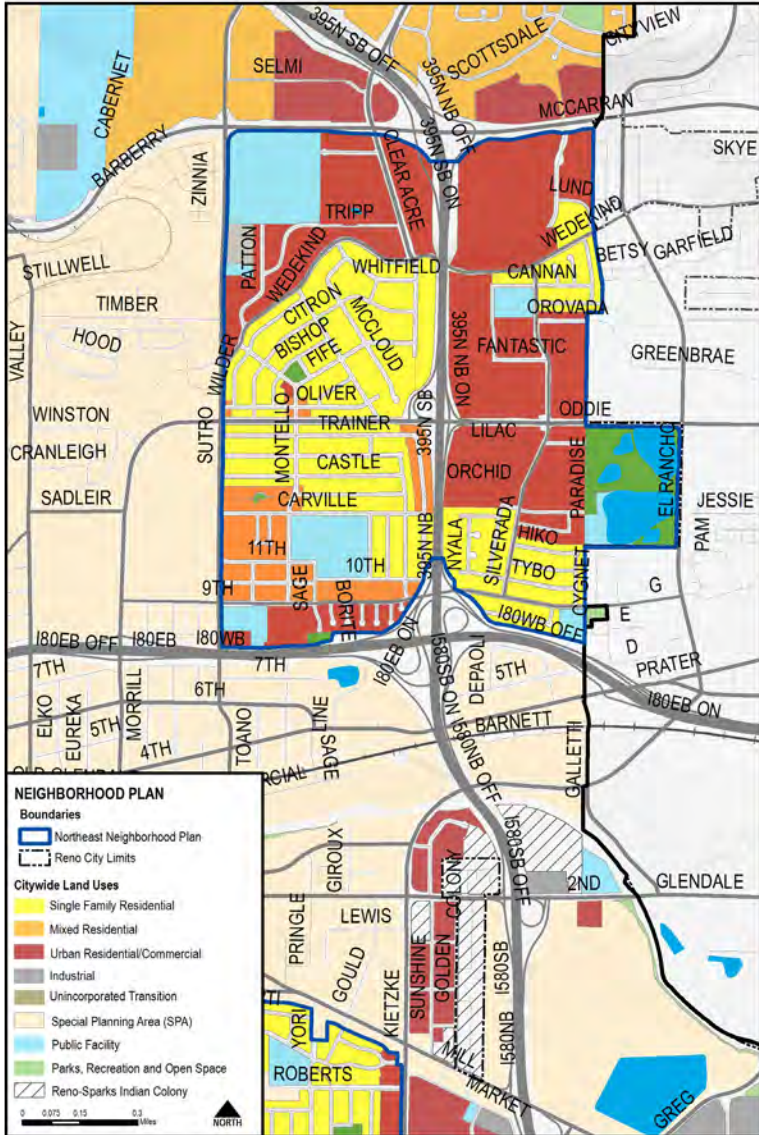 395N SB OFF
CITYVIEW
SCOTTSDALE
SELMI
395N NB OFF
CABERNET
MCCARRAN
BARBERRY
CLEAR ACRE
395N SB ON
SKYE
ZINNIA
LUND
TRIPP
WEDEKIND
PATTON
BETSY
GARFIELD
WEDEKIND
WHITFIELD
STILLWELL
CANNAN
CITRON
OROVADA
TIMBER
BISHOP
MCCLOUD
395N NB ON
HOOD
FIFE
FANTASTIC
VALLEY
WILDER
GREENBRAE
OLIVER
WINSTON
ODDIE
TRAINER
SUTRO
LILAC
395N SB
CRANLEIGH
MONTELLO
CASTLE
ORCHID
PARADISE
EL RANCHO
SADLEIR
CARVILLE
JESSIE
HIKO
PAM
11TH
10TH
395N NB
NYALA
SILVERADA
TYBO
CYGNET
9TH
SAGE
BORITE
G
I80WB OFF
E
I80EB OFF
I80EB
I80WB
D
7TH
7TH
I80EB ON
DEPAOLI
5TH
PRATER
6TH
I580SB ON
I80EB ON
ELKO
EUREKA
MORRILL
5TH
4TH
TOANO
LINE
SAGE
BARNETT
I580NB OFF
GALLETTI
NEIGHBORHOOD PLAN
Boundaries
Northeast Neighborhood Plan
Reno City Limits
Citywide Land Uses
Single Family Residential
Mixed Residential
Urban Residential/Commercial
Industrial
Unincorporated Transition
Special Planning Area (SPA)
Public Facility
Parks, Recreation and Open Space
Reno-Sparks Indian Colony
0 0.075 0.15 0.3
Miles
NORTH
GIROUX
I580SB OFF
COLONY
2ND
GLENDALE
PRINGLE
LEWIS
GOULD
KIETZKE
SUNSHINE
GOLDEN
I580SB
I580NB
YORI
MILL
ROBERTS
MARKET
GREG